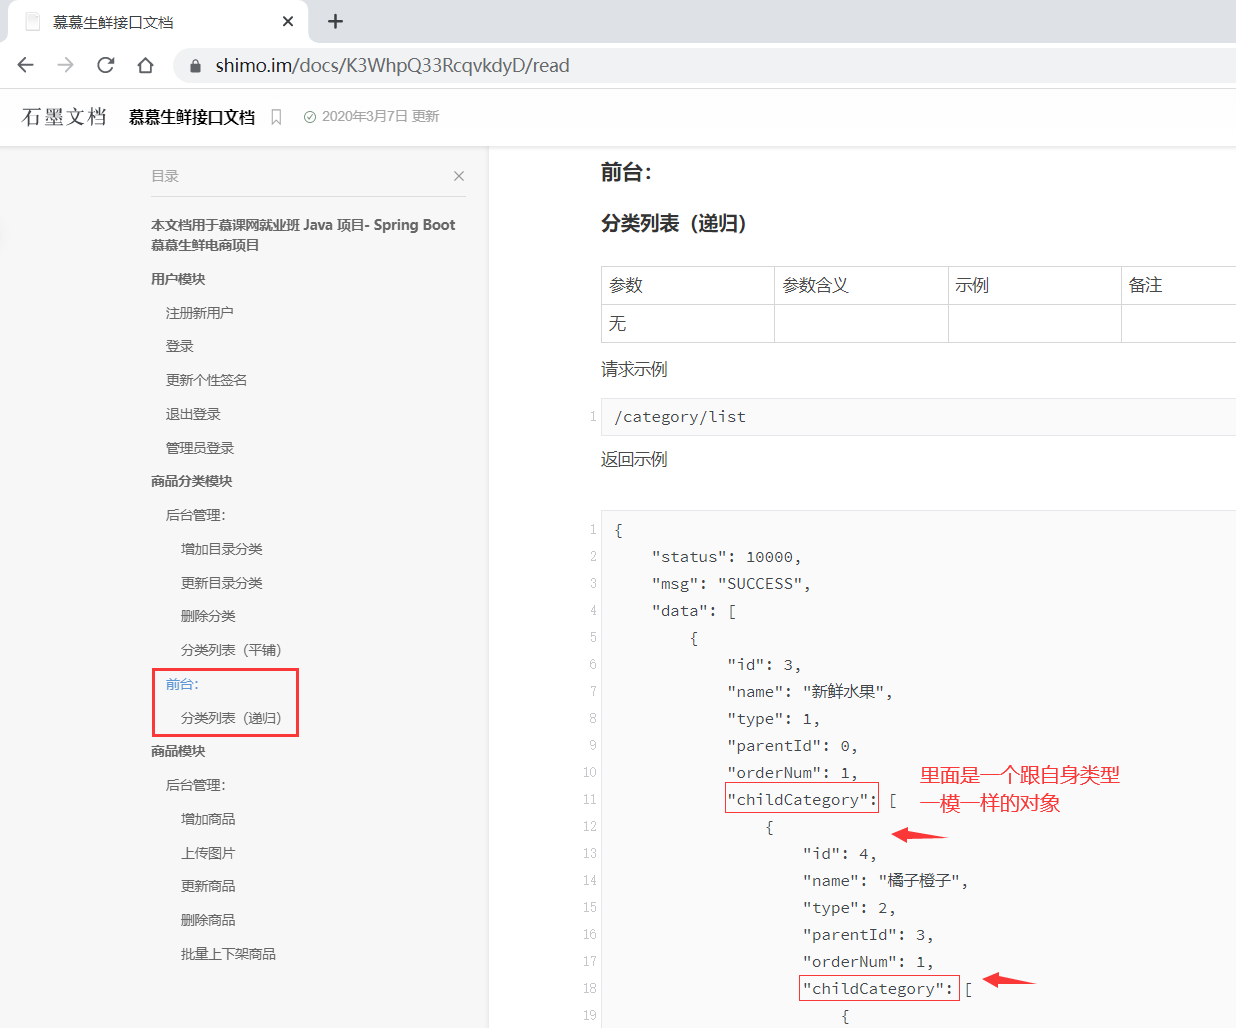 慕慕生鲜接口文档
shimo.im/docs/K3WhpQ33RcqvkdyD/read
石墨文档 慕慕生鲜接口文档 2020年3月7日 更新
目录
本文档用于慕课网就业班 Java 项目- Spring Boot
慕慕生鲜电商项目
用户模块
注册新用户
登录
更新个性签名
退出登录
管理员登录
商品分类模块
后台管理：
增加目录分类
更新目录分类
删除分类
分类列表（平铺）
前台：
分类列表（递归）
商品模块
后台管理：
增加商品
上传图片
更新商品
删除商品
批量上下架商品
前台：
分类列表（递归）
参数 参数含义 示例 备注
无
请求示例
1 /category/list
返回示例
1 {
2 "status": 10000,
3 "msg": "SUCCESS",
4 "data": [
5 {
6 "id": 3,
7 "name": "新鲜水果",
8 "type": 1,
9 "parentId": 0,
10 "orderNum": 1,
11 "childCategory": [
12 {
13 "id": 4,
14 "name": "橘子橙子",
15 "type": 2,
16 "parentId": 3,
17 "orderNum": 1,
18 "childCategory": [
19 {
里面是一个跟自身类型
一模一样的对象